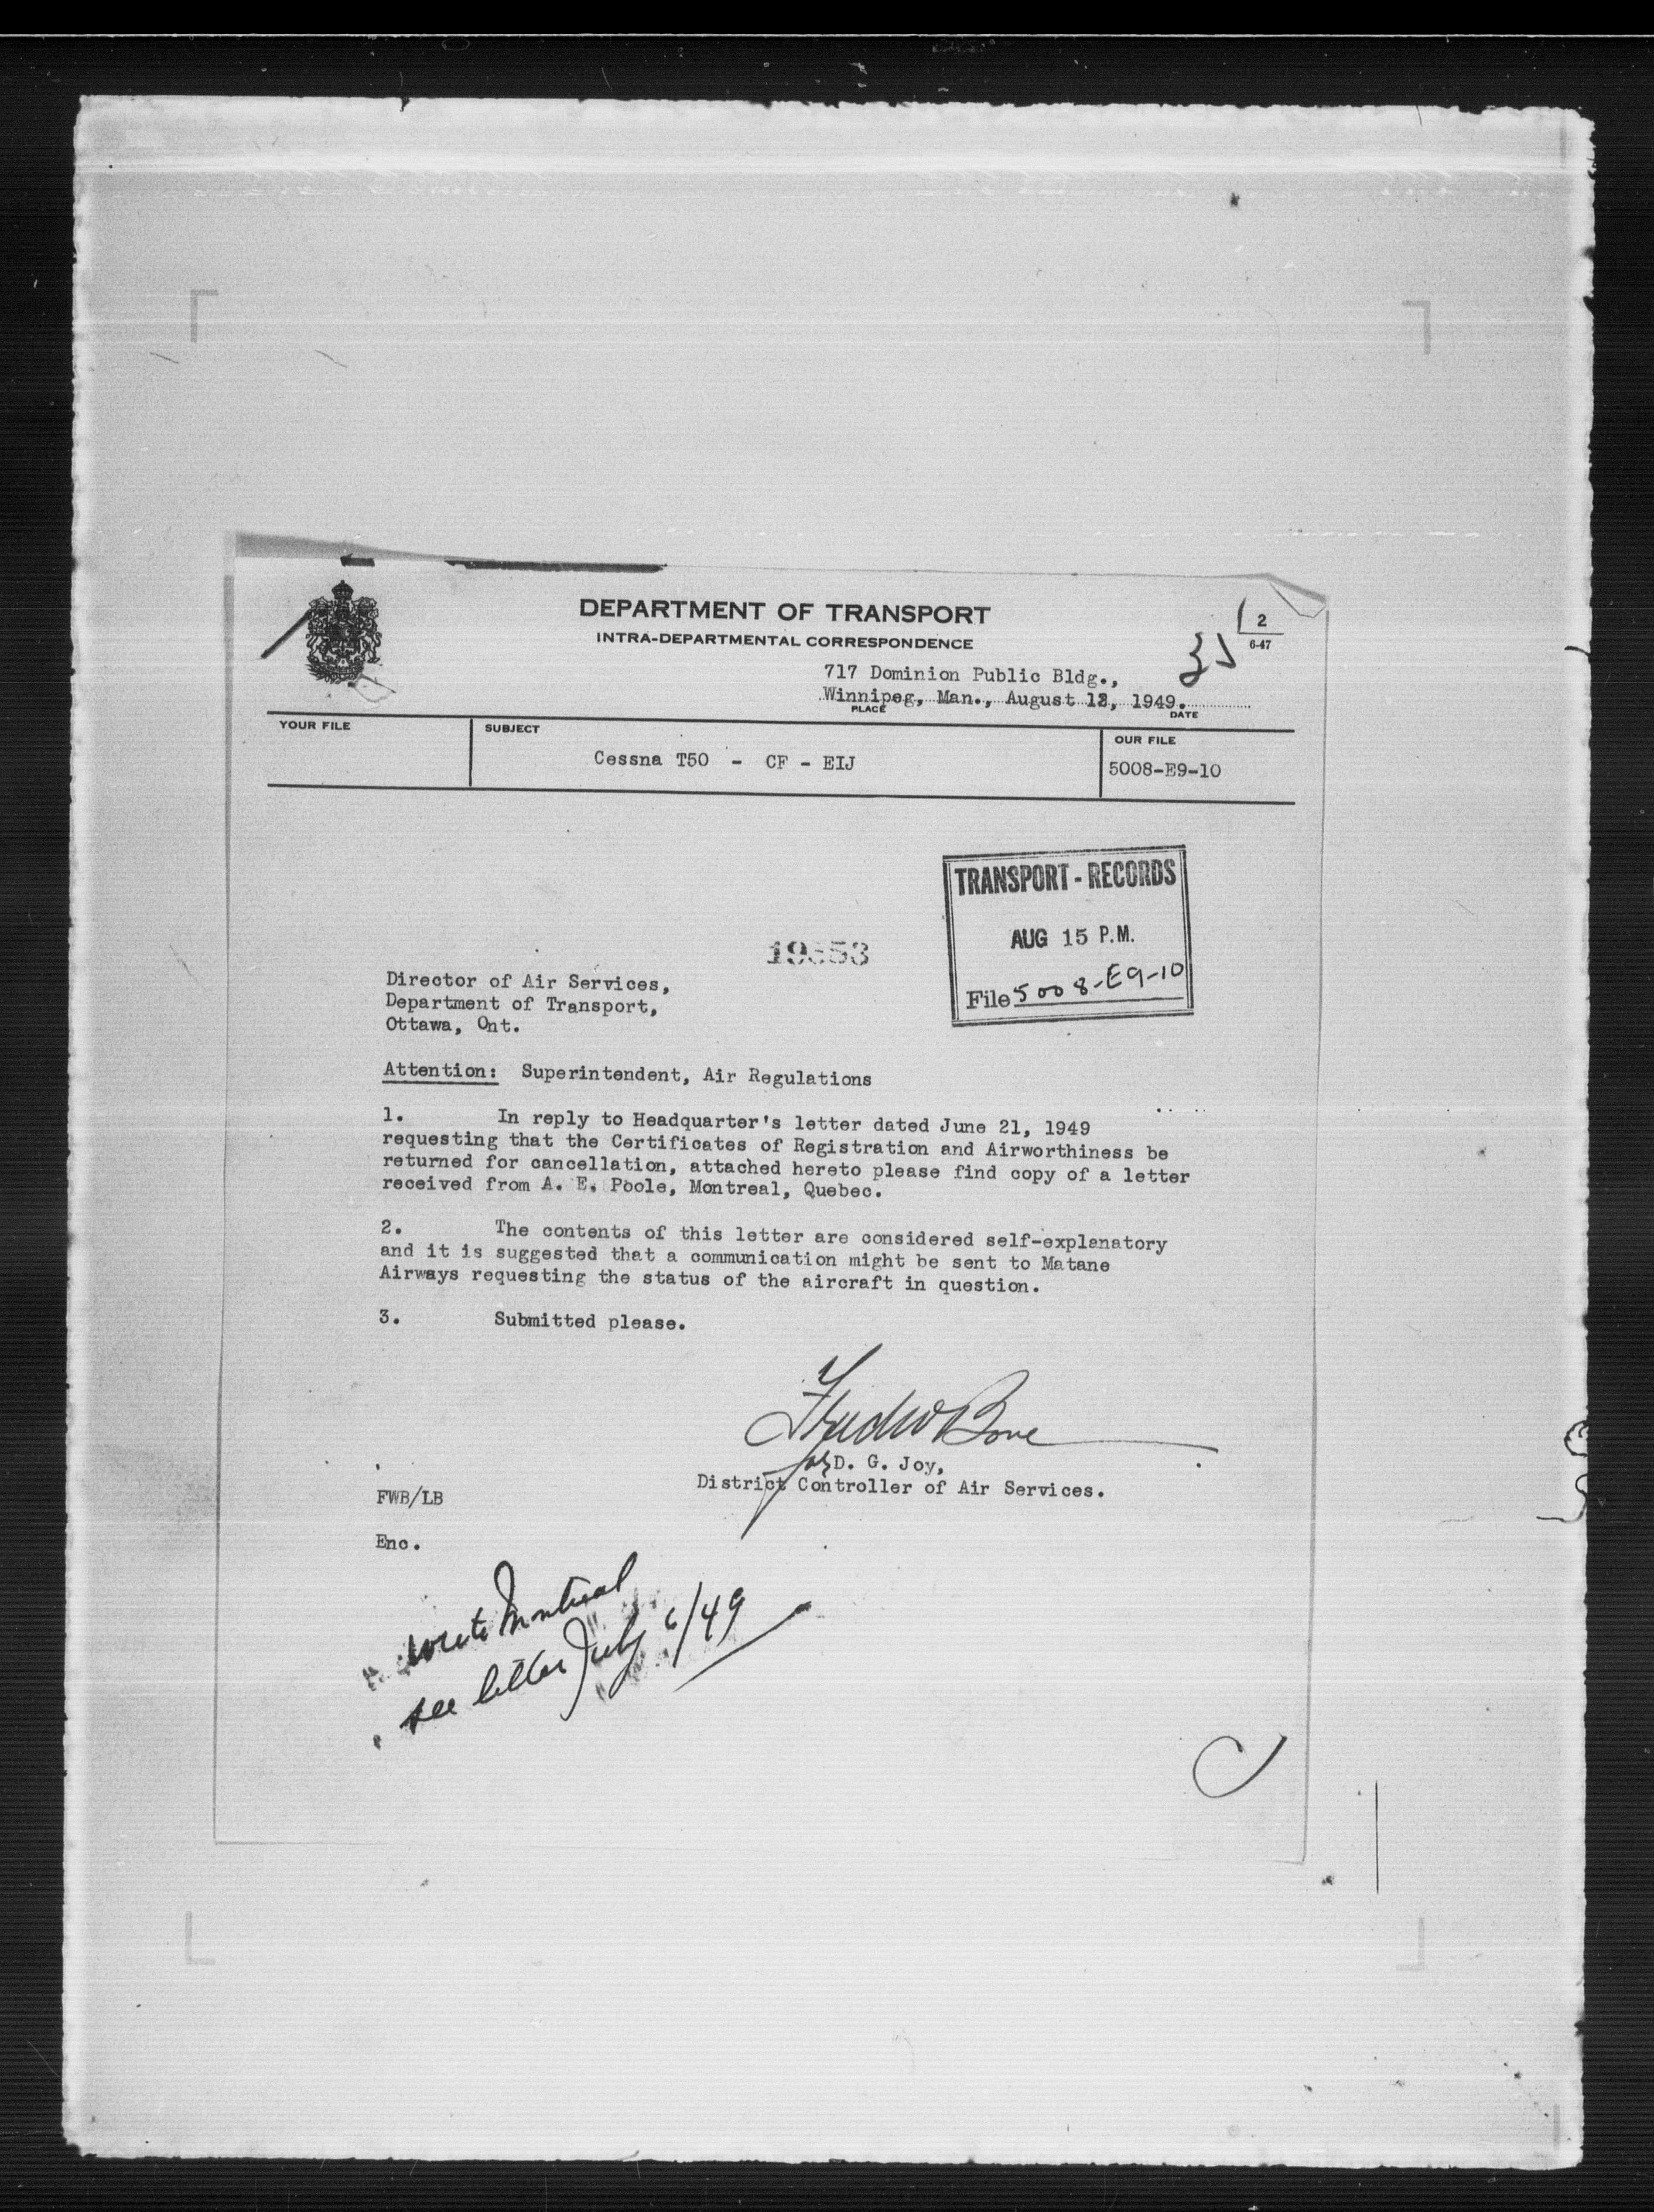 DEPARTMENT OF TRANSPORT
INTRA-DEPARTMENTAL CORRESPONDENCE
2
6-47
717 Dominion Public Bldg.,
Winnipeg, Man., August 12, 1949.
PLACE
DATE
YOUR FILE
SUBJECT
Cessna T50 - CF - EIJ
OUR FILE
5008-E9-10
TRANSPORT - RECORDS
AUG 15 P.M.
File 5008-E9-10
Director of Air Services,
Department of Transport,
Ottawa, Ont.
Attention: Superintendent, Air Regulations
1. In reply to Headquarter's letter dated June 21, 1949
requesting that the Certificates of Registration and Airworthiness be
returned for cancellation, attached hereto please find copy of a letter
received from A. E. Poole, Montreal, Quebec.
2. The contents of this letter are considered self-explanatory
and it is suggested that a communication might be sent to Matane
Airways requesting the status of the aircraft in question.
3. Submitted please.
Fred W Bone
for D. G. Joy,
District Controller of Air Services.
FWB/LB
Enc.
write Montreal
see letter July 6/49